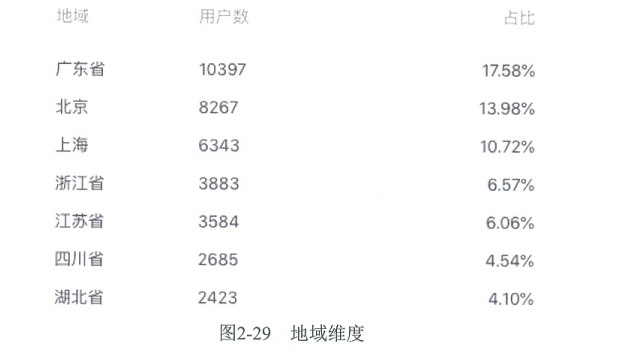 地域 用户数 占比
广东省 10397 17.58%
北京 8267 13.98%
上海 6343 10.72%
浙江省 3883 6.57%
江苏省 3584 6.06%
四川省 2685 4.54%
湖北省 2423 4.10%
图2-29 地域维度